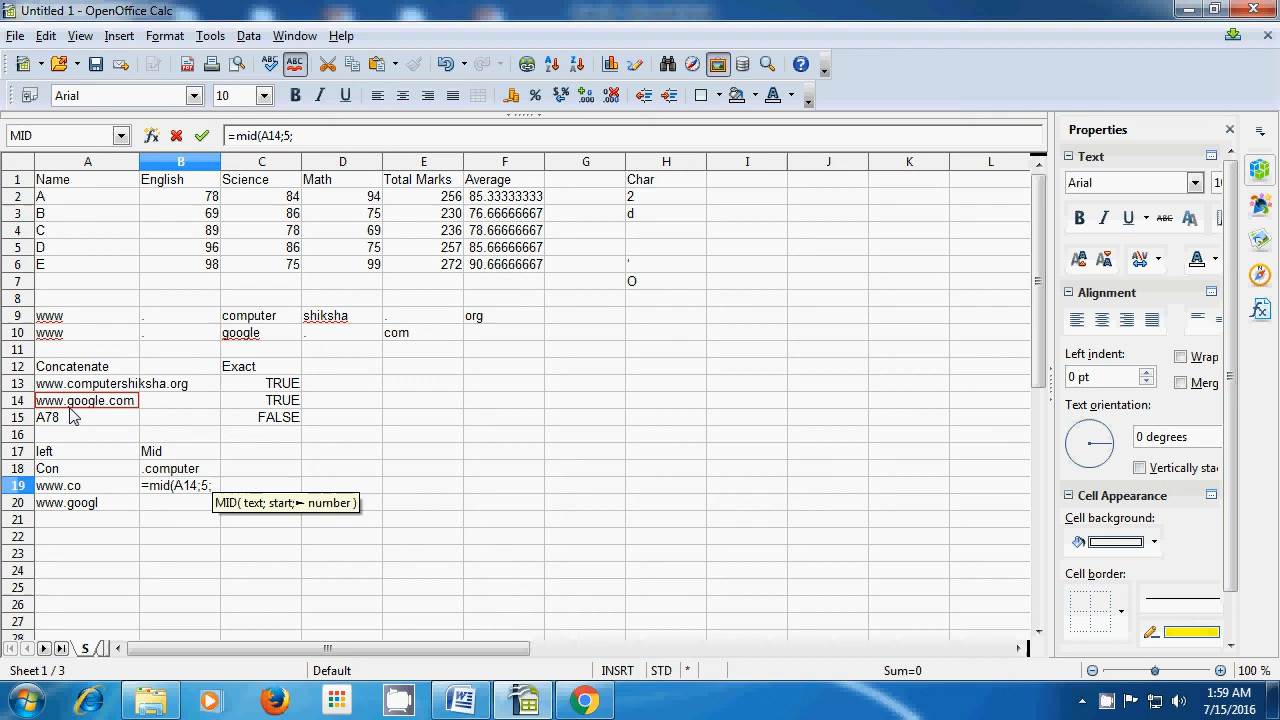 Untitled 1 - OpenOffice Calc
File Edit View Insert Format Tools Data Window Help
Arial 10
MID =mid(A14;5;
A B C D E F G H I J K L
1 Name English Science Math Total Marks Average Char
2 A 78 84 94 256 85.33333333 2
3 B 69 86 75 230 76.66666667 d
4 C 89 78 69 236 78.66666667
5 D 96 86 75 257 85.66666667
6 E 98 75 99 272 90.66666667 '
7 O
8
9 www . computer shiksha . org
10 www . google . com
11
12 Concatenate Exact
13 www.computershiksha.org TRUE
14 www.google.com TRUE
15 A78 FALSE
16
17 left Mid
18 Con .computer
19 www.co =mid(A14;5;
20 www.googl MID( text; start; number )
21
22
23
24
25
26
27
28
S
Sheet 1 / 3 Default INSRT STD * Sum=0 100 %
Properties
Text
Arial
Alignment
Wrap
Left indent:
0 pt
Merg
Text orientation:
0 degrees
Vertically sta
Cell Appearance
Cell background:
Cell border:
1:59 AM
7/15/2016